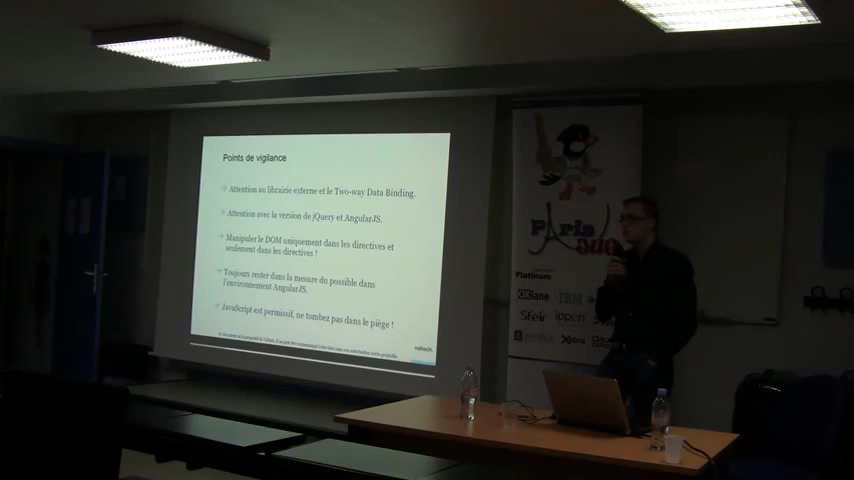 Points de vigilance
Attention au librairie externe et le Two-way Data Binding.
Attention avec la version de jQuery et AngularJS.
Manipuler le DOM uniquement dans les directives et
seulement dans les directives !
Toujours rester dans la mesure du possible dans
l'environnement AngularJS.
JavaScript est permissif, ne tombez pas dans le piège !
valtech.
Paris
JUG
Platinum
IBM
Sfeir
ippon
Xebia